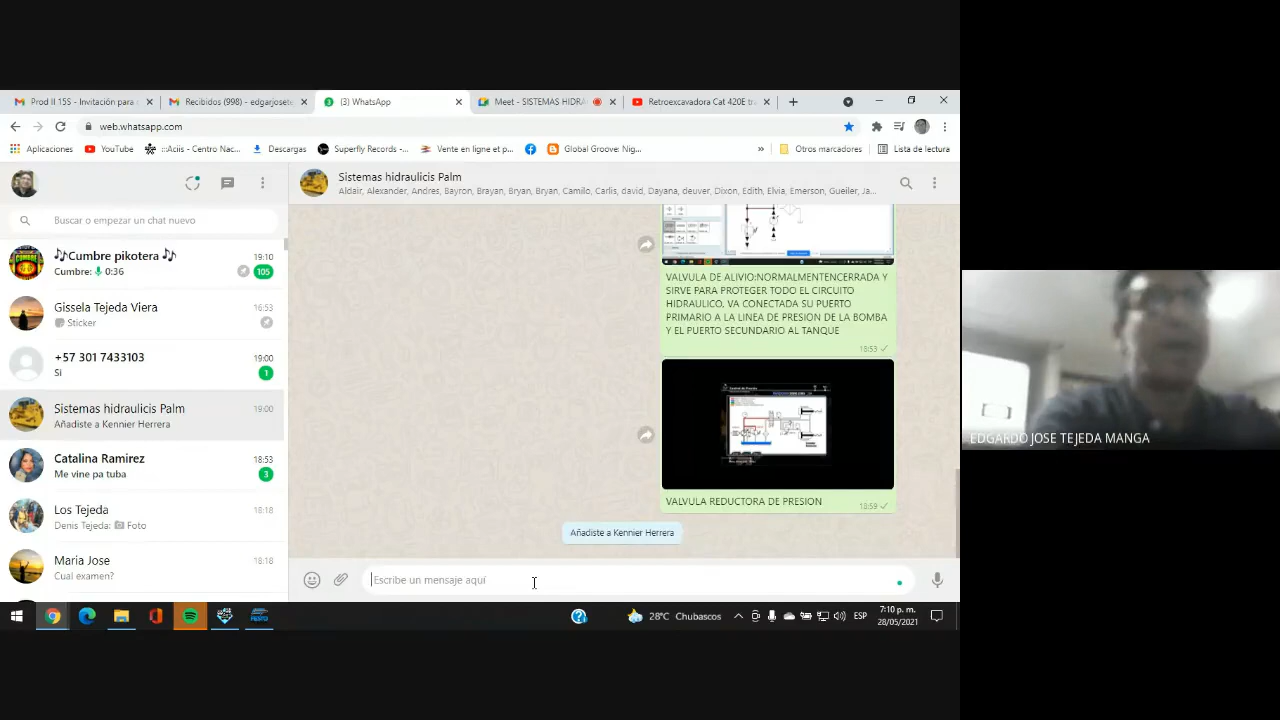 Prod II.15S - Invitación para
Recibidos (998) - edgarjosete
(3) WhatsApp
Meet - SISTEMAS HIDRA
Retroexcavadora Cat 420E tr
web.whatsapp.com
Aplicaciones
YouTube
:::Aciis - Centro Nac...
Descargas
Superfly Records -...
Vente en ligne et p...
Global Groove: Nig...
»
Otros marcadores
Lista de lectura
Sistemas hidraulicis Palm
Aldair, Alexander, Andres, Bayron, Brayan, Bryan, Bryan, Camilo, Carlis, david, Dayana, deuver, Dixon, Edith, Elvia, Emerson, Gueiler, Ja...
Buscar o empezar un chat nuevo
Cumbre pikotera
19:10
Cumbre: 0:36
105
Gissela Tejeda Viera
16:53
Sticker
+57 301 7433103
19:00
Si
1
Sistemas hidraulicis Palm
19:00
Añadiste a Kennier Herrera
Catalina Ramirez
18:53
Me vine pa tuba
3
Los Tejeda
18:18
Denis Tejeda: Foto
Maria Jose
18:18
Cual examen?
VALVULA DE ALIVIO:NORMALMENTENCERRADA Y
SIRVE PARA PROTEGER TODO EL CIRCUITO
HIDRAULICO, VA CONECTADA SU PUERTO
PRIMARIO A LA LINEA DE PRESION DE LA BOMBA
Y EL PUERTO SECUNDARIO AL TANQUE
18:53
VALVULA REDUCTORA DE PRESION
18:59
Añadiste a Kennier Herrera
Escribe un mensaje aquí
28°C Chubascos
ESP
7:10 p. m.
28/05/2021
FESTO
EDGARDO JOSE TEJEDA MANGA